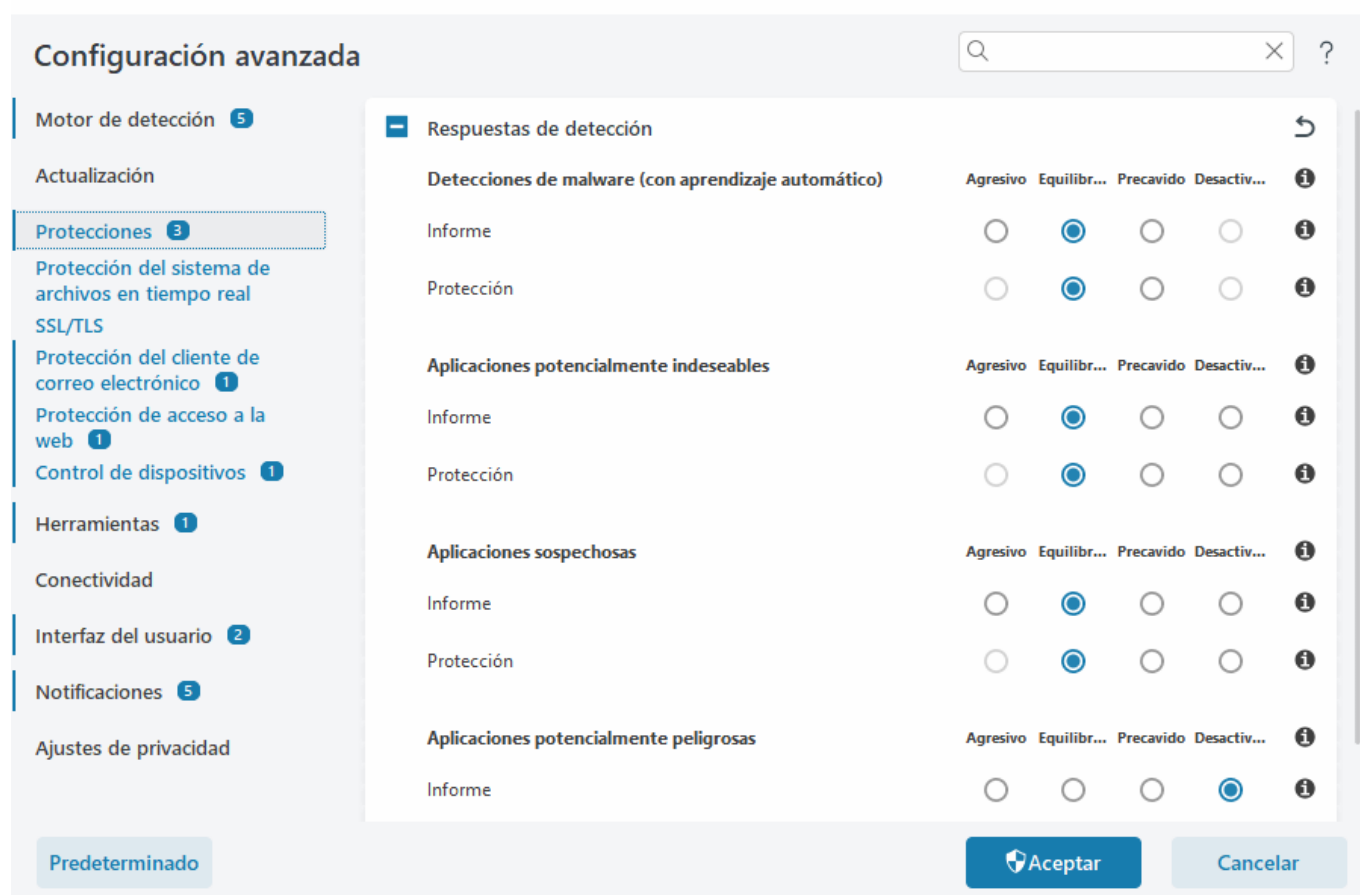 Configuración avanzada
?
Motor de detección 5
Actualización
Protecciones 3
Protección del sistema de
archivos en tiempo real
SSL/TLS
Protección del cliente de
correo electrónico 1
Protección de acceso a la
web 1
Control de dispositivos 1
Herramientas 1
Conectividad
Interfaz del usuario 2
Notificaciones 5
Ajustes de privacidad
Respuestas de detección
Detecciones de malware (con aprendizaje automático) Agresivo Equilibr... Precavido Desactiv...
Informe
Protección
Aplicaciones potencialmente indeseables Agresivo Equilibr... Precavido Desactiv...
Informe
Protección
Aplicaciones sospechosas Agresivo Equilibr... Precavido Desactiv...
Informe
Protección
Aplicaciones potencialmente peligrosas Agresivo Equilibr... Precavido Desactiv...
Informe
Predeterminado
Aceptar
Cancelar